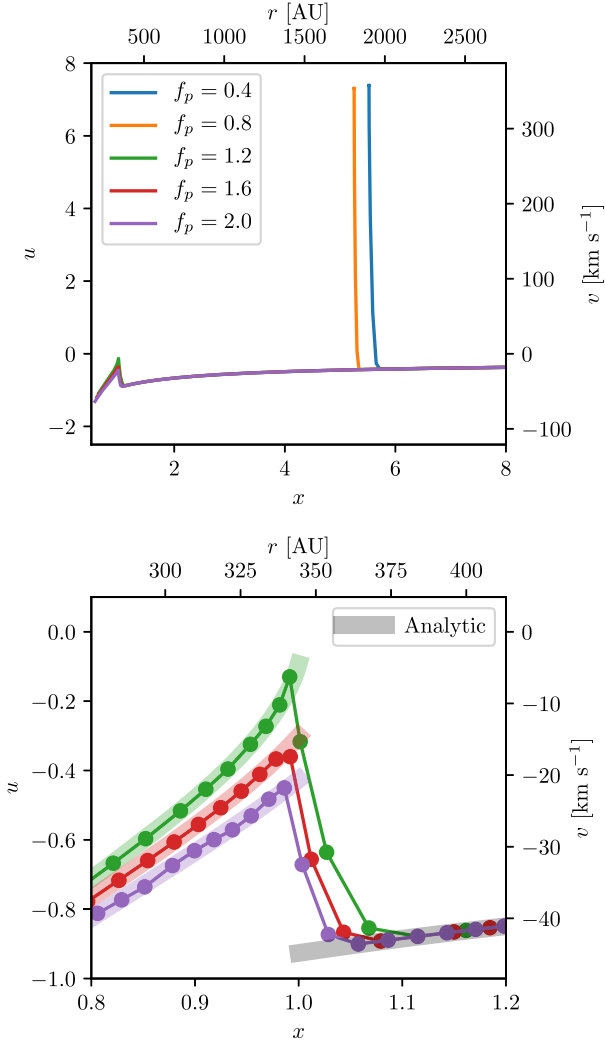 r [AU]
350 1000 1700 2500
8
6
4
2
0
−2
u
f_p = 0.4
f_p = 0.8
f_p = 1.2
f_p = 1.6
f_p = 2.0
300
200
100
0
−100
v [km s⁻¹]
2 4 6 8
x
r [AU]
300 325 350 375 400
0.0
−0.2
−0.4
−0.6
−0.8
−1.0
u
Analytic
0
−10
−20
−30
−40
v [km s⁻¹]
0.8 0.9 1.0 1.1 1.2
x